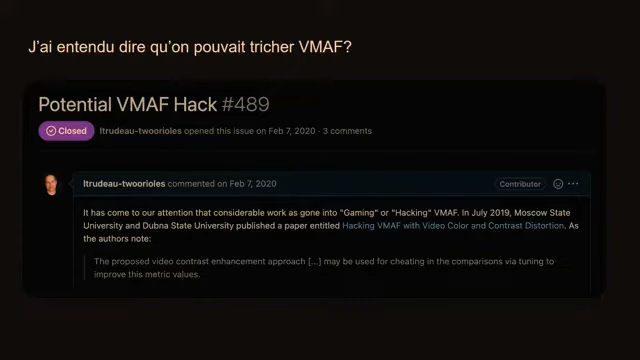 J'ai entendu dire qu'on pouvait tricher VMAF?
Potential VMAF Hack #489
Closed ltrudeau-twoorioles opened this issue on Feb 7, 2020 · 3 comments
ltrudeau-twoorioles commented on Feb 7, 2020 Contributor
It has come to our attention that considerable work as gone into "Gaming" or "Hacking" VMAF. In July 2019, Moscow State
University and Dubna State University published a paper entitled Hacking VMAF with Video Color and Contrast Distortion. As
the authors note:
The proposed video contrast enhancement approach [...] may be used for cheating in the comparisons via tuning to
improve this metric values.